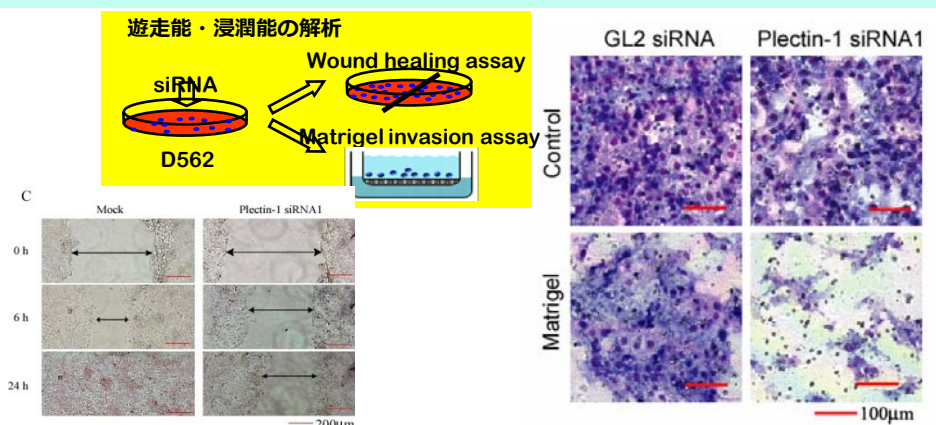 遊走能・浸潤能の解析
siRNA
D562
Wound healing assay
Matrigel invasion assay
C
Mock
Plectin-1 siRNA1
0 h
6 h
24 h
200μm
GL2 siRNA
Plectin-1 siRNA1
Control
Matrigel
100μm